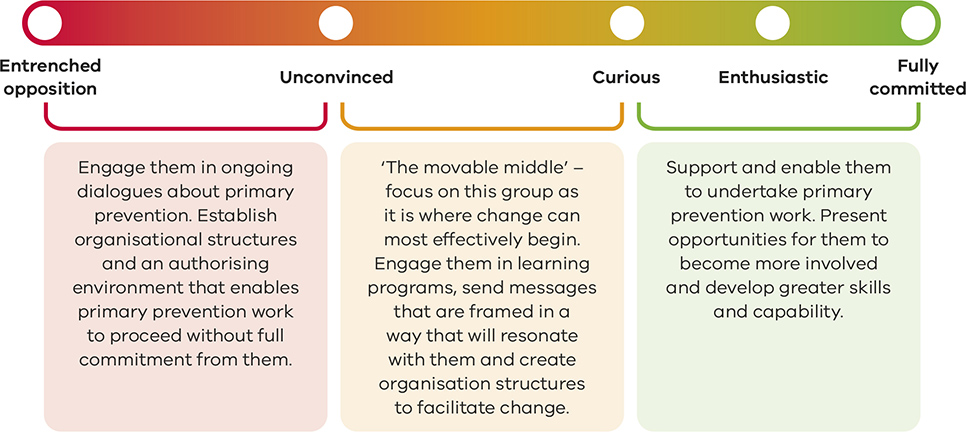 Entrenched
opposition
Unconvinced
Curious
Enthusiastic
Fully
committed
Engage them in ongoing
dialogues about primary
prevention. Establish
organisational structures
and an authorising
environment that enables
primary prevention work
to proceed without full
commitment from them.
‘The movable middle’ –
focus on this group as
it is where change can
most effectively begin.
Engage them in learning
programs, send messages
that are framed in a
way that will resonate
with them and create
organisation structures
to facilitate change.
Support and enable them
to undertake primary
prevention work. Present
opportunities for them to
become more involved
and develop greater skills
and capability.